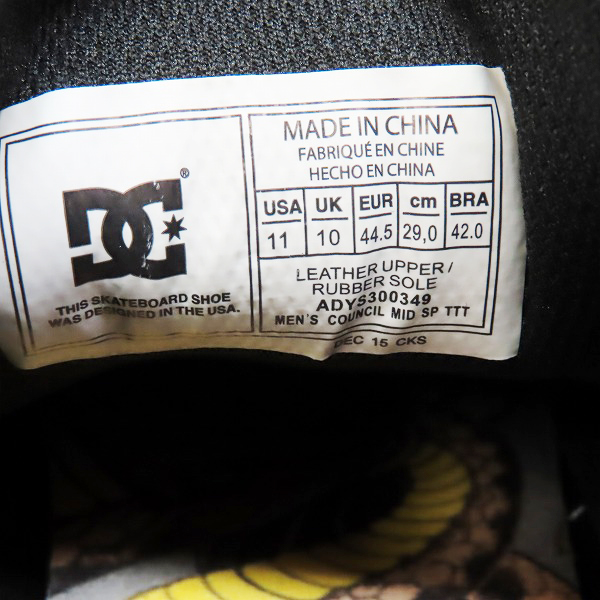 DC®
THIS SKATEBOARD SHOE
WAS DESIGNED IN THE USA.
MADE IN CHINA
FABRIQUÉ EN CHINE
HECHO EN CHINA
USA UK EUR cm BRA
11 10 44.5 29,0 42.0
LEATHER UPPER /
RUBBER SOLE
ADYS300349
MEN'S COUNCIL MID SP TTT
DEC 15 CKS